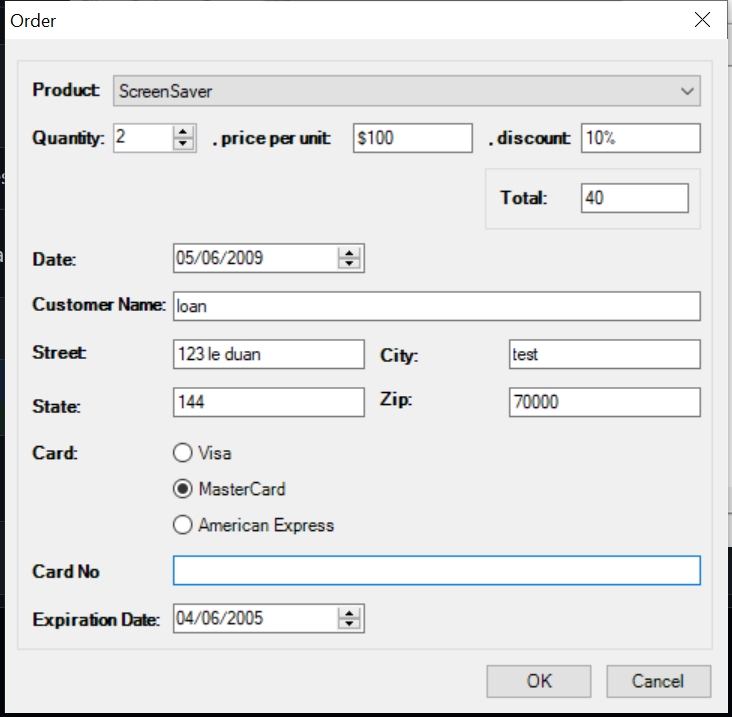 Order
Product: ScreenSaver
Quantity: 2 , price per unit: $100 , discount: 10%
Total: 40
Date: 05/06/2009
Customer Name: loan
Street: 123 le duan City: test
State: 144 Zip: 70000
Card: Visa
MasterCard
American Express
Card No
Expiration Date: 04/06/2005
OK Cancel